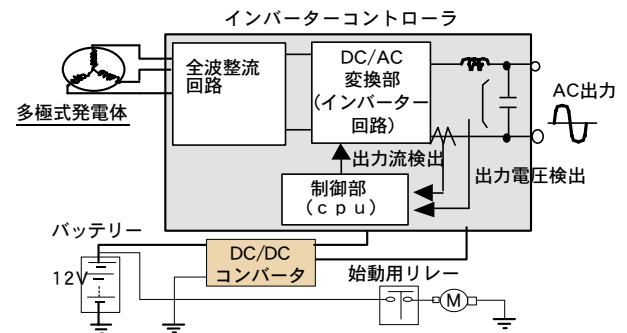 インバーターコントローラ
全波整流
回路
DC/AC
変換部
(インバーター
回路)
AC出力
多極式発電体
出力流検出
出力電圧検出
制御部
(cpu)
バッテリー
12V
DC/DC
コンバータ
始動用リレー
M